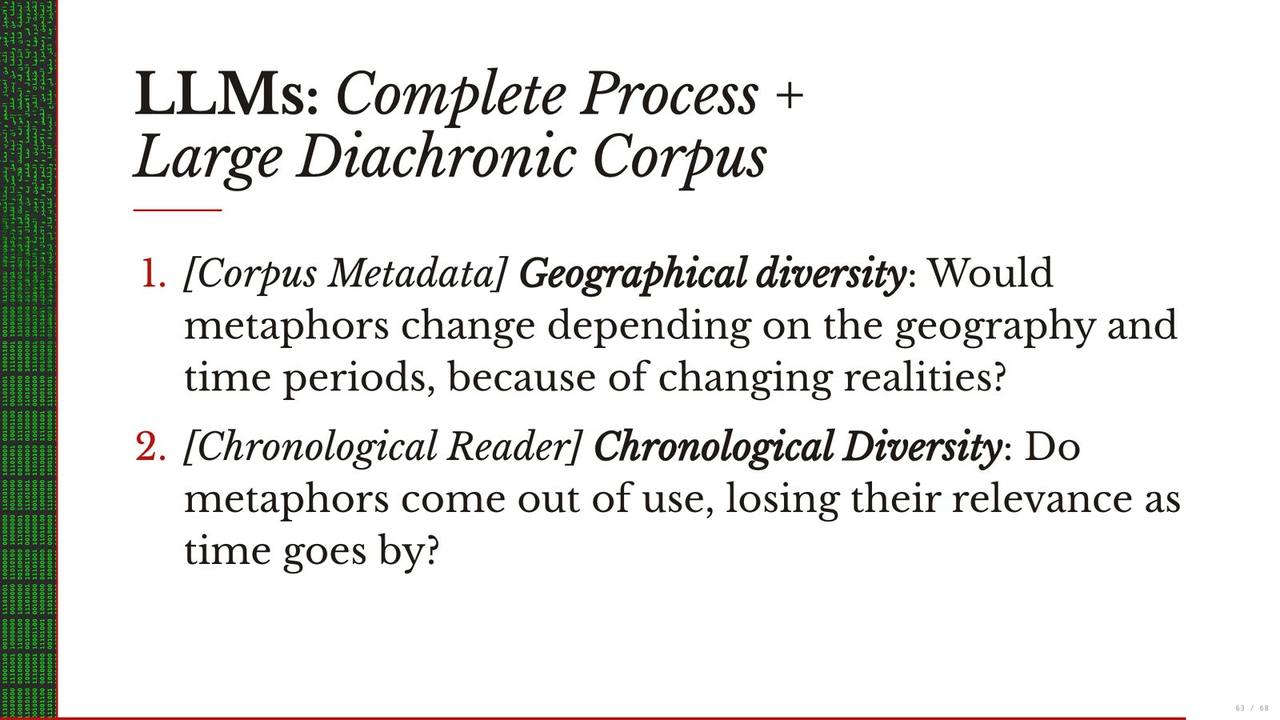 LLMs: Complete Process +
Large Diachronic Corpus
1. [Corpus Metadata] Geographical diversity: Would
metaphors change depending on the geography and
time periods, because of changing realities?
2. [Chronological Reader] Chronological Diversity: Do
metaphors come out of use, losing their relevance as
time goes by?
63 / 68